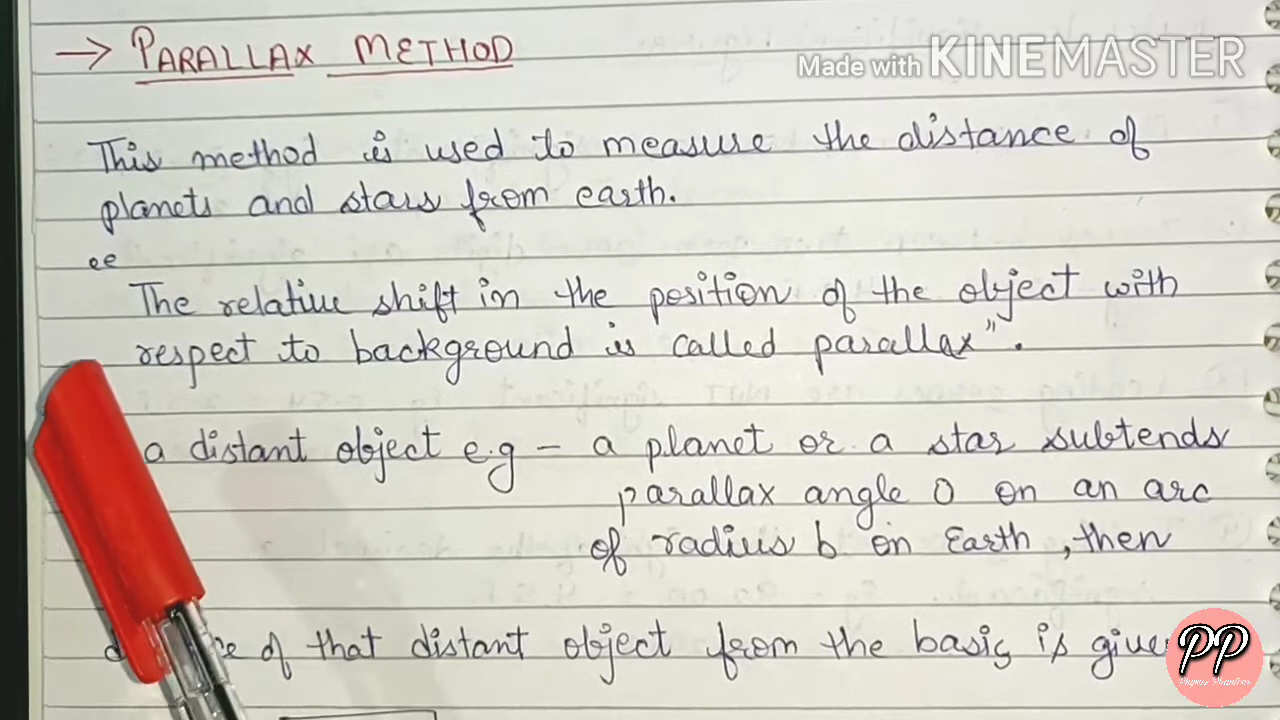 → PARALLAX METHOD
Made with KINEMASTER
This method is used to measure the distance of
planets and stars from earth.
“
The relative shift in the position of the object with
respect to background is called parallax”.
a distant object e.g – a planet or a star subtends
parallax angle θ on an arc
of radius b on Earth, then
of that distant object from the basis is given
PP